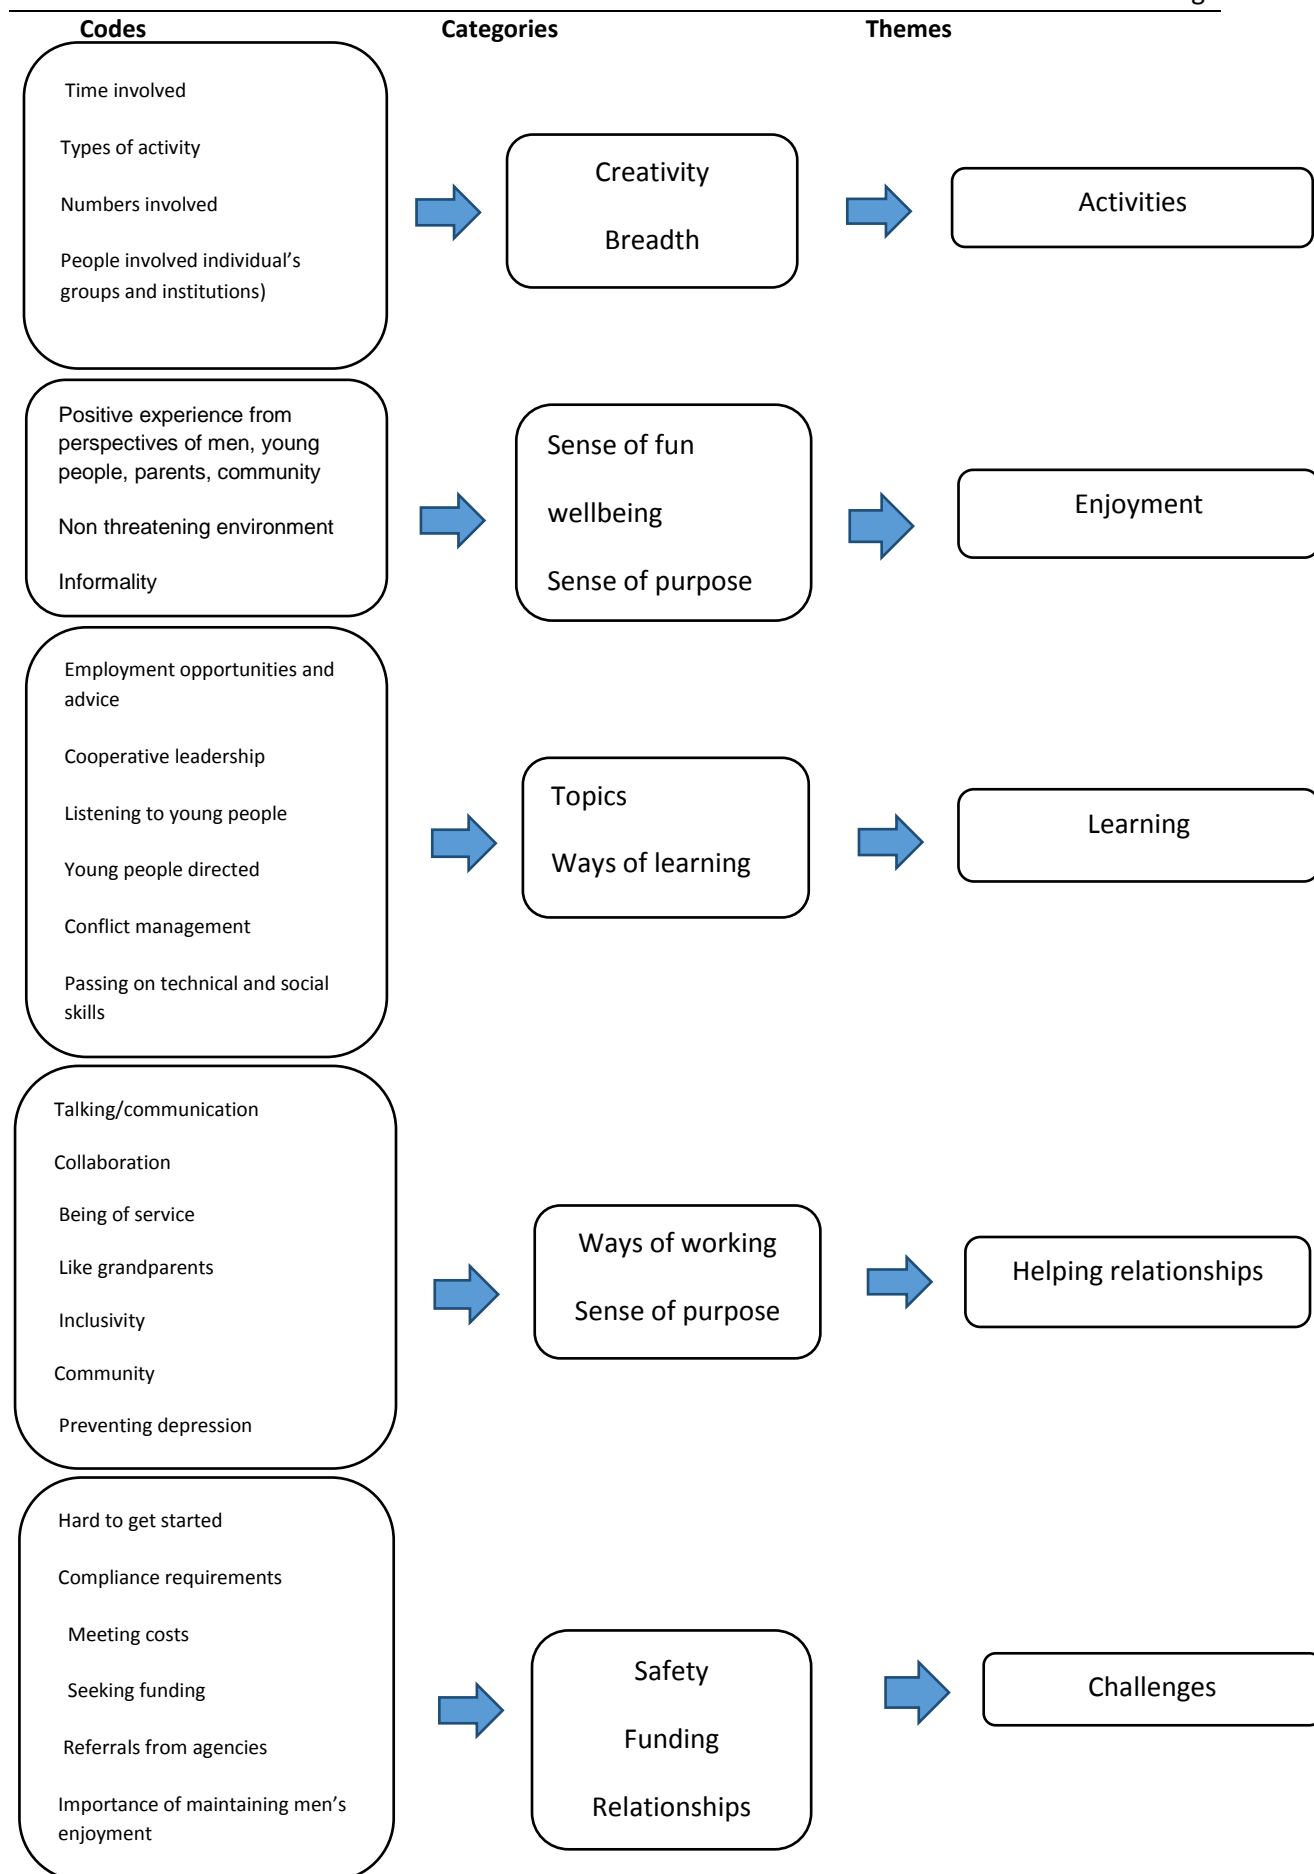 Codes Categories Themes
Time involved
Types of activity
Numbers involved
People involved individual’s
groups and institutions)
Creativity
Breadth
Activities
Positive experience from
perspectives of men, young
people, parents, community
Non threatening environment
Informality
Sense of fun
wellbeing
Sense of purpose
Enjoyment
Employment opportunities and
advice
Cooperative leadership
Listening to young people
Young people directed
Conflict management
Passing on technical and social
skills
Topics
Ways of learning
Learning
Talking/communication
Collaboration
Being of service
Like grandparents
Inclusivity
Community
Preventing depression
Ways of working
Sense of purpose
Helping relationships
Hard to get started
Compliance requirements
Meeting costs
Seeking funding
Referrals from agencies
Importance of maintaining men’s
enjoyment
Safety
Funding
Relationships
Challenges